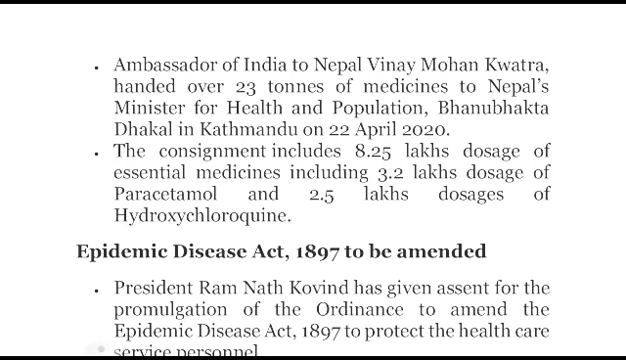 • Ambassador of India to Nepal Vinay Mohan Kwatra,
handed over 23 tonnes of medicines to Nepal's
Minister for Health and Population, Bhanubhakta
Dhakal in Kathmandu on 22 April 2020.
• The consignment includes 8.25 lakhs dosage of
essential medicines including 3.2 lakhs dosage of
Paracetamol and 2.5 lakhs dosages of
Hydroxychloroquine.
Epidemic Disease Act, 1897 to be amended
• President Ram Nath Kovind has given assent for the
promulgation of the Ordinance to amend the
Epidemic Disease Act, 1897 to protect the health care
service personnel